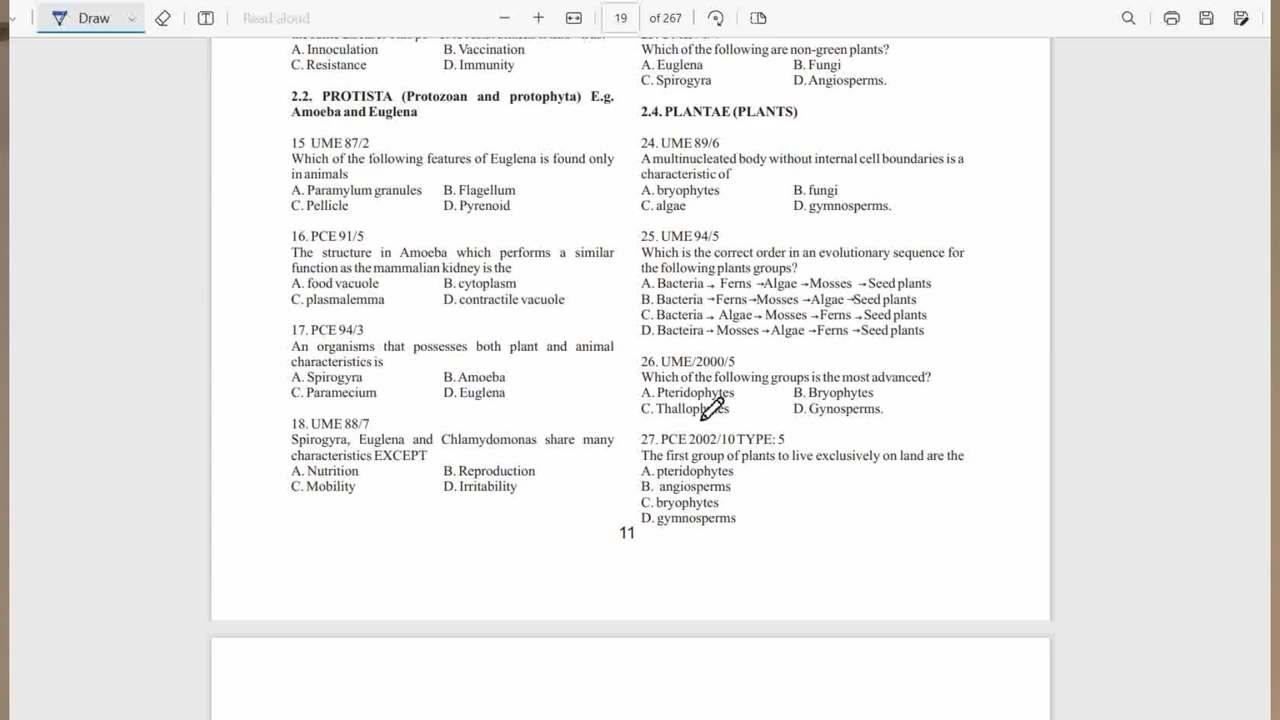 Draw
Read aloud
19 of 267
A. Innoculation B. Vaccination
C. Resistance D. Immunity
2.2. PROTISTA (Protozoan and protophyta) E.g.
Amoeba and Euglena
15 UME 87/2
Which of the following features of Euglena is found only
in animals
A. Paramylum granules B. Flagellum
C. Pellicle D. Pyrenoid
16. PCE 91/5
The structure in Amoeba which performs a similar
function as the mammalian kidney is the
A. food vacuole B. cytoplasm
C. plasmalemma D. contractile vacuole
17. PCE 94/3
An organisms that possesses both plant and animal
characteristics is
A. Spirogyra B. Amoeba
C. Paramecium D. Euglena
18. UME 88/7
Spirogyra, Euglena and Chlamydomonas share many
characteristics EXCEPT
A. Nutrition B. Reproduction
C. Mobility D. Irritability
Which of the following are non-green plants?
A. Euglena B. Fungi
C. Spirogyra D. Angiosperms.
2.4. PLANTAE (PLANTS)
24. UME 89/6
A multinucleated body without internal cell boundaries is a
characteristic of
A. bryophytes B. fungi
C. algae D. gymnosperms.
25. UME 94/5
Which is the correct order in an evolutionary sequence for
the following plants groups?
A. Bacteria → Ferns →Algae →Mosses →Seed plants
B. Bacteria →Ferns→Mosses →Algae →Seed plants
C. Bacteria → Algae→ Mosses →Ferns →Seed plants
D. Bacteira → Mosses →Algae →Ferns →Seed plants
26. UME/2000/5
Which of the following groups is the most advanced?
A. Pteridophytes B. Bryophytes
C. Thallophytes D. Gynosperms.
27. PCE 2002/10 TYPE: 5
The first group of plants to live exclusively on land are the
A. pteridophytes
B. angiosperms
C. bryophytes
D. gymnosperms
11